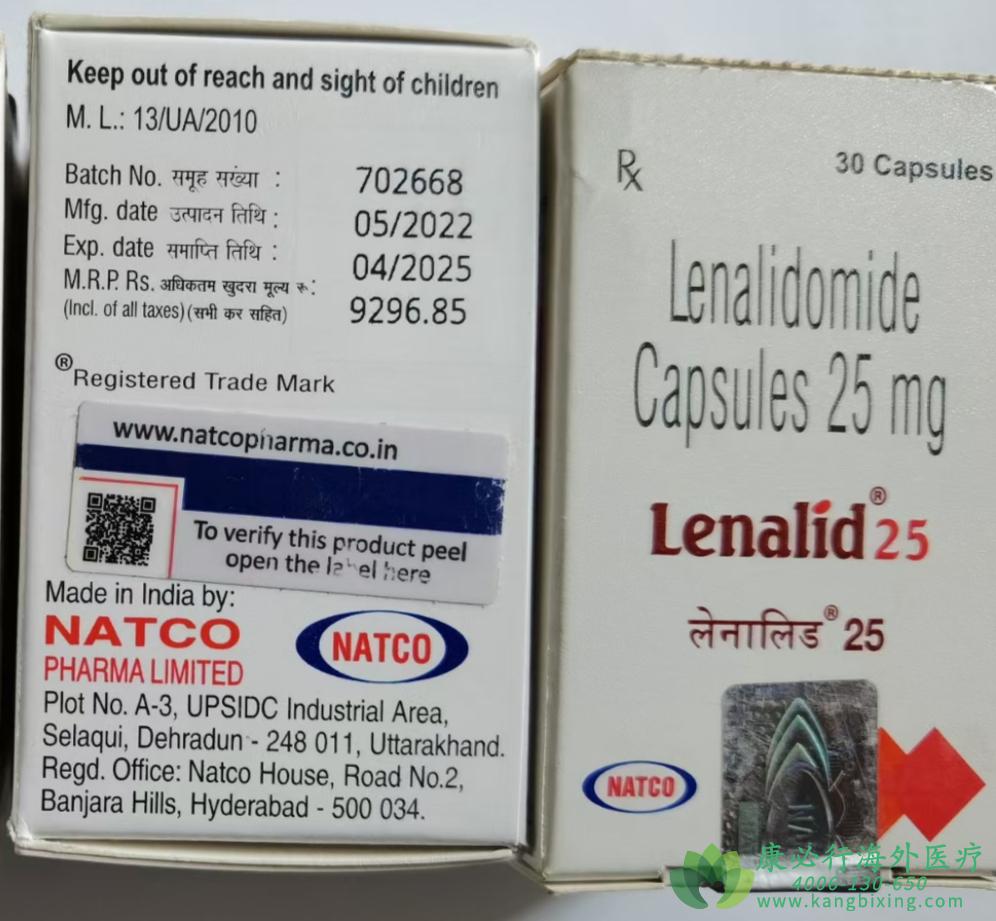 Keep out of reach and sight of children
M. L.: 13/UA/2010
Batch No. समूह संख्या : 702668
Mfg. date उत्पादन तिथि : 05/2022
Exp. date समाप्ति तिथि : 04/2025
M.R.P. Rs. अधिकतम खुदरा मूल्य रू:
(Incl. of all taxes) (सभी कर सहित) 9296.85
®Registered Trade Mark
www.natcopharma.co.in
To verify this product peel
open the label here
Made in India by:
NATCO
PHARMA LIMITED
NATCO
Plot No. A-3, UPSIDC Industrial Area,
Selaqui, Dehradun - 248 011, Uttarakhand.
Regd. Office: Natco House, Road No.2,
Banjara Hills, Hyderabad - 500 034.
Rx
30 Capsules
Lenalidomide
Capsules 25 mg
Lenalid® 25
लेनालिड® 25
NATCO
康必行海外医疗
4006-130-650
www.kangbixing.com